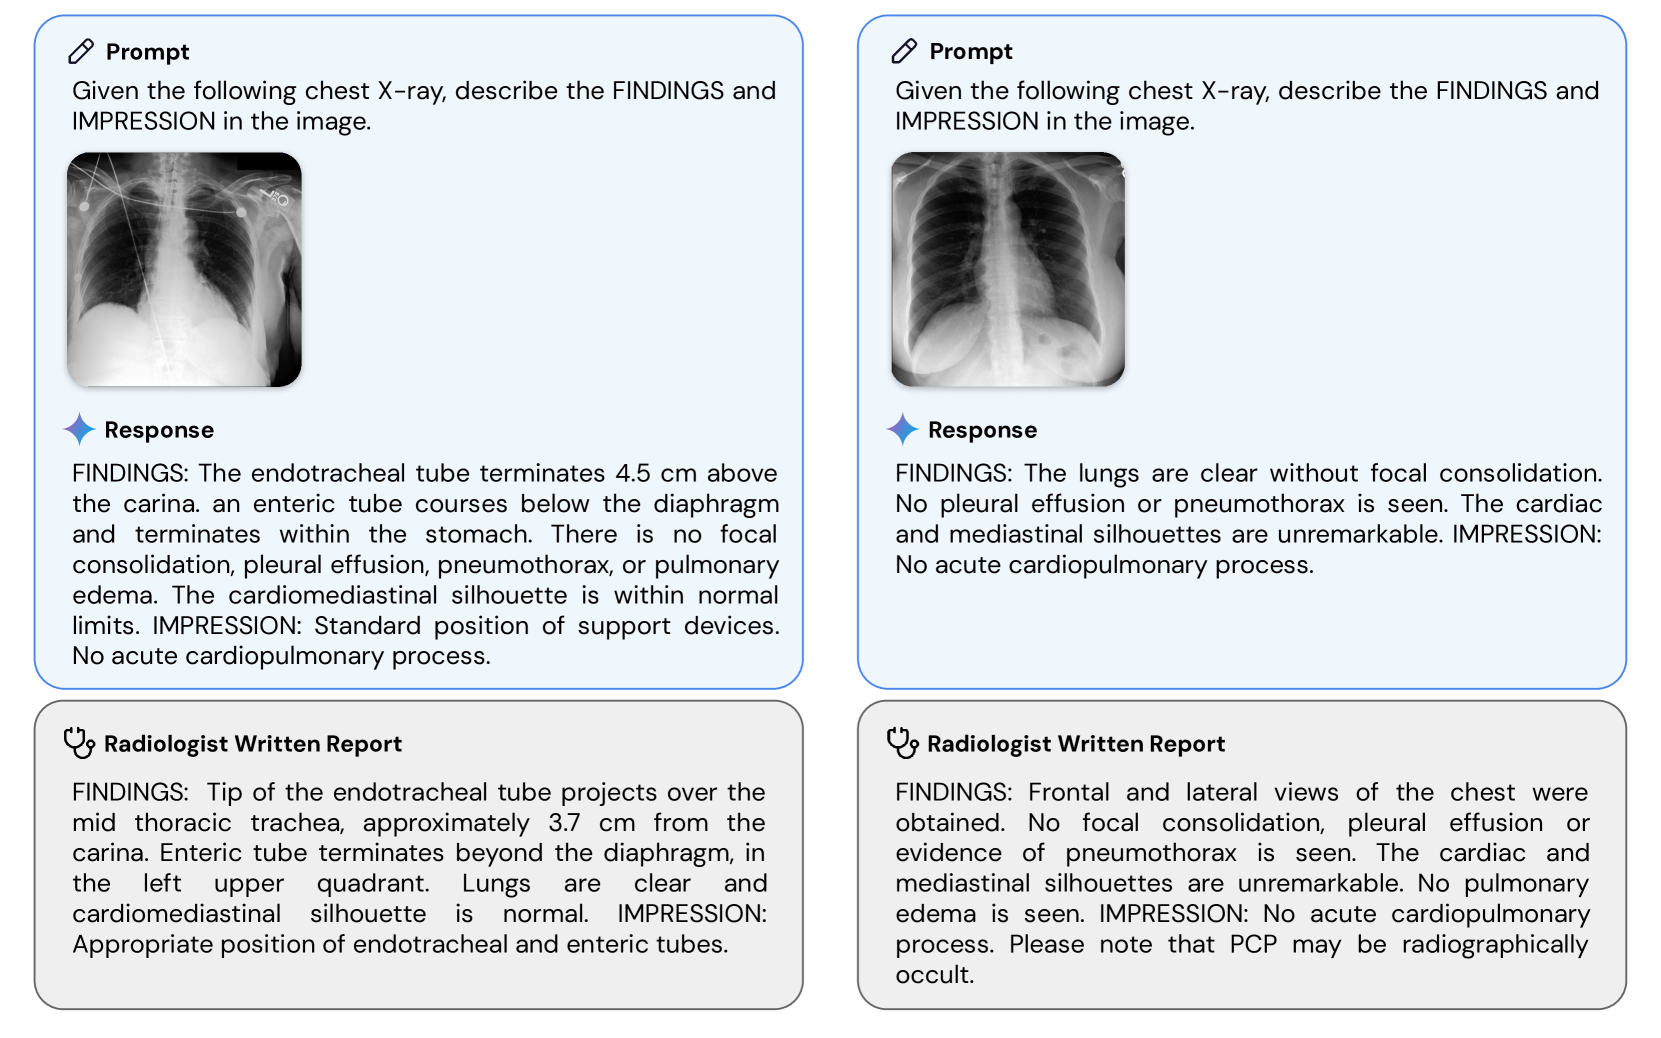 Prompt
Given the following chest X-ray, describe the FINDINGS and
IMPRESSION in the image.
Response
FINDINGS: The endotracheal tube terminates 4.5 cm above
the carina. an enteric tube courses below the diaphragm
and terminates within the stomach. There is no focal
consolidation, pleural effusion, pneumothorax, or pulmonary
edema. The cardiomediastinal silhouette is within normal
limits. IMPRESSION: Standard position of support devices.
No acute cardiopulmonary process.
Radiologist Written Report
FINDINGS: Tip of the endotracheal tube projects over the
mid thoracic trachea, approximately 3.7 cm from the
carina. Enteric tube terminates beyond the diaphragm, in
the left upper quadrant. Lungs are clear and
cardiomediastinal silhouette is normal. IMPRESSION:
Appropriate position of endotracheal and enteric tubes.
Prompt
Given the following chest X-ray, describe the FINDINGS and
IMPRESSION in the image.
Response
FINDINGS: The lungs are clear without focal consolidation.
No pleural effusion or pneumothorax is seen. The cardiac
and mediastinal silhouettes are unremarkable. IMPRESSION:
No acute cardiopulmonary process.
Radiologist Written Report
FINDINGS: Frontal and lateral views of the chest were
obtained. No focal consolidation, pleural effusion or
evidence of pneumothorax is seen. The cardiac and
mediastinal silhouettes are unremarkable. No pulmonary
edema is seen. IMPRESSION: No acute cardiopulmonary
process. Please note that PCP may be radiographically
occult.